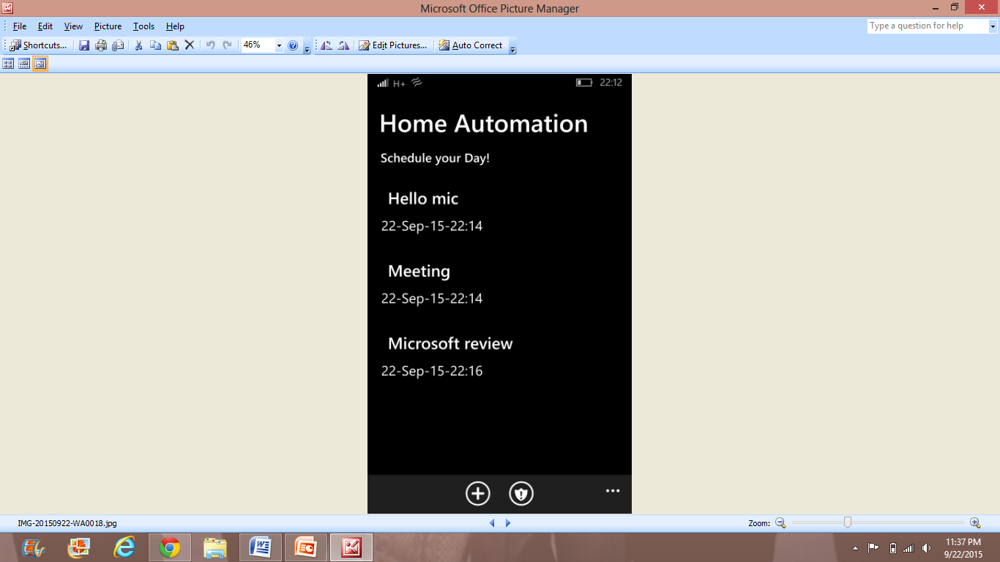 Microsoft Office Picture Manager
File Edit View Picture Tools Help
Type a question for help
Shortcuts... 46% Edit Pictures... Auto Correct
H+ 22:12
Home Automation
Schedule your Day!
Hello mic
22-Sep-15-22:14
Meeting
22-Sep-15-22:14
Microsoft review
22-Sep-15-22:16
IMG-20150922-WA0018.jpg
Zoom:
11:37 PM
9/22/2015